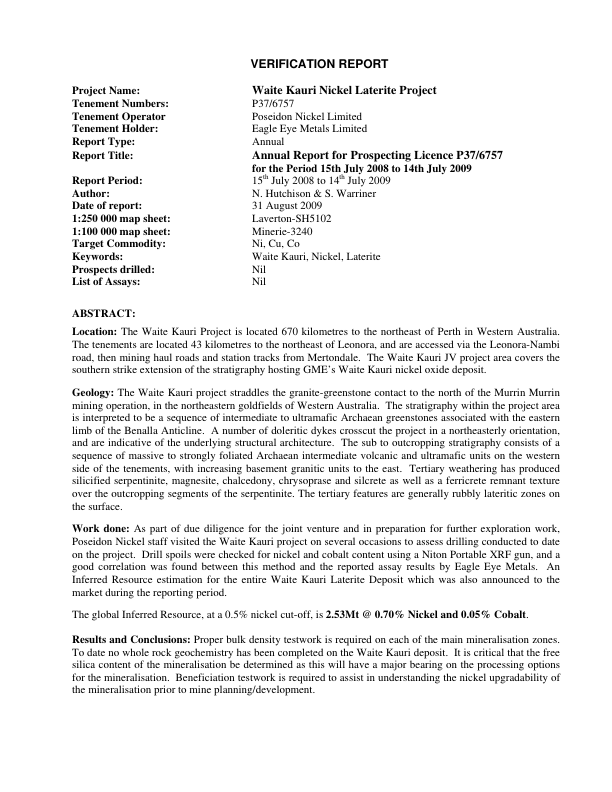 VERIFICATION REPORT
Project Name: Waite Kauri Nickel Laterite Project
Tenement Numbers: P37/6757
Tenement Operator Poseidon Nickel Limited
Tenement Holder: Eagle Eye Metals Limited
Report Type: Annual
Report Title: Annual Report for Prospecting Licence P37/6757
for the Period 15th July 2008 to 14th July 2009
Report Period: 15th July 2008 to 14th July 2009
Author: N. Hutchison & S. Warriner
Date of report: 31 August 2009
1:250 000 map sheet: Laverton-SH5102
1:100 000 map sheet: Minerie-3240
Target Commodity: Ni, Cu, Co
Keywords: Waite Kauri, Nickel, Laterite
Prospects drilled: Nil
List of Assays: Nil
ABSTRACT:
Location: The Waite Kauri Project is located 670 kilometres to the northeast of Perth in Western Australia.
The tenements are located 43 kilometres to the northeast of Leonora, and are accessed via the Leonora-Nambi
road, then mining haul roads and station tracks from Mertondale. The Waite Kauri JV project area covers the
southern strike extension of the stratigraphy hosting GME's Waite Kauri nickel oxide deposit.
Geology: The Waite Kauri project straddles the granite-greenstone contact to the north of the Murrin Murrin
mining operation, in the northeastern goldfields of Western Australia. The stratigraphy within the project area
is interpreted to be a sequence of intermediate to ultramafic Archaean greenstones associated with the eastern
limb of the Benalla Anticline. A number of doleritic dykes crosscut the project in a northeasterly orientation,
and are indicative of the underlying structural architecture. The sub to outcropping stratigraphy consists of a
sequence of massive to strongly foliated Archaean intermediate volcanic and ultramafic units on the western
side of the tenements, with increasing basement granitic units to the east. Tertiary weathering has produced
silicified serpentinite, magnesite, chalcedony, chrysoprase and silcrete as well as a ferricrete remnant texture
over the outcropping segments of the serpentinite. The tertiary features are generally rubbly lateritic zones on
the surface.
Work done: As part of due diligence for the joint venture and in preparation for further exploration work,
Poseidon Nickel staff visited the Waite Kauri project on several occasions to assess drilling conducted to date
on the project. Drill spoils were checked for nickel and cobalt content using a Niton Portable XRF gun, and a
good correlation was found between this method and the reported assay results by Eagle Eye Metals. An
Inferred Resource estimation for the entire Waite Kauri Laterite Deposit which was also announced to the
market during the reporting period.
The global Inferred Resource, at a 0.5% nickel cut-off, is 2.53Mt @ 0.70% Nickel and 0.05% Cobalt.
Results and Conclusions: Proper bulk density testwork is required on each of the main mineralisation zones.
To date no whole rock geochemistry has been completed on the Waite Kauri deposit. It is critical that the free
silica content of the mineralisation be determined as this will have a major bearing on the processing options
for the mineralisation. Beneficiation testwork is required to assist in understanding the nickel upgradability of
the mineralisation prior to mine planning/development.